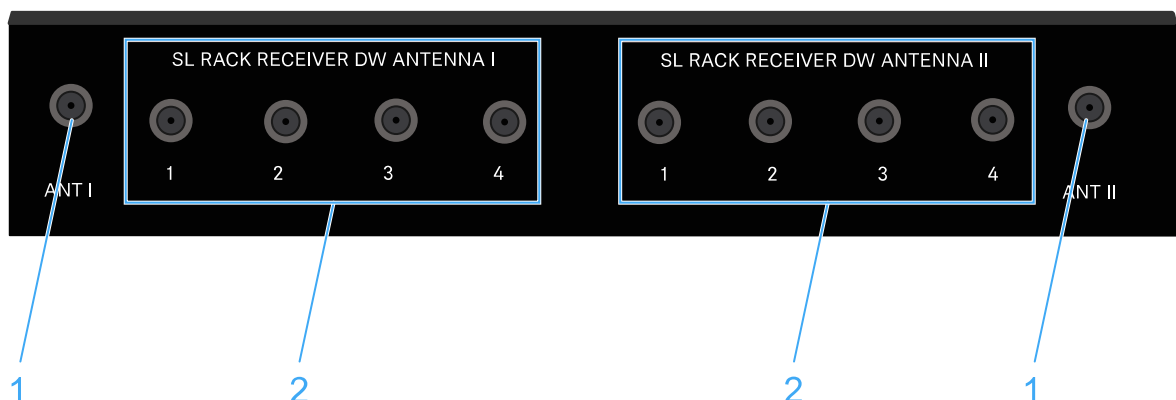 SL RACK RECEIVER DW ANTENNA I
SL RACK RECEIVER DW ANTENNA II
1 2 3 4
1 2 3 4
ANT I
ANT II
1 2 2 1